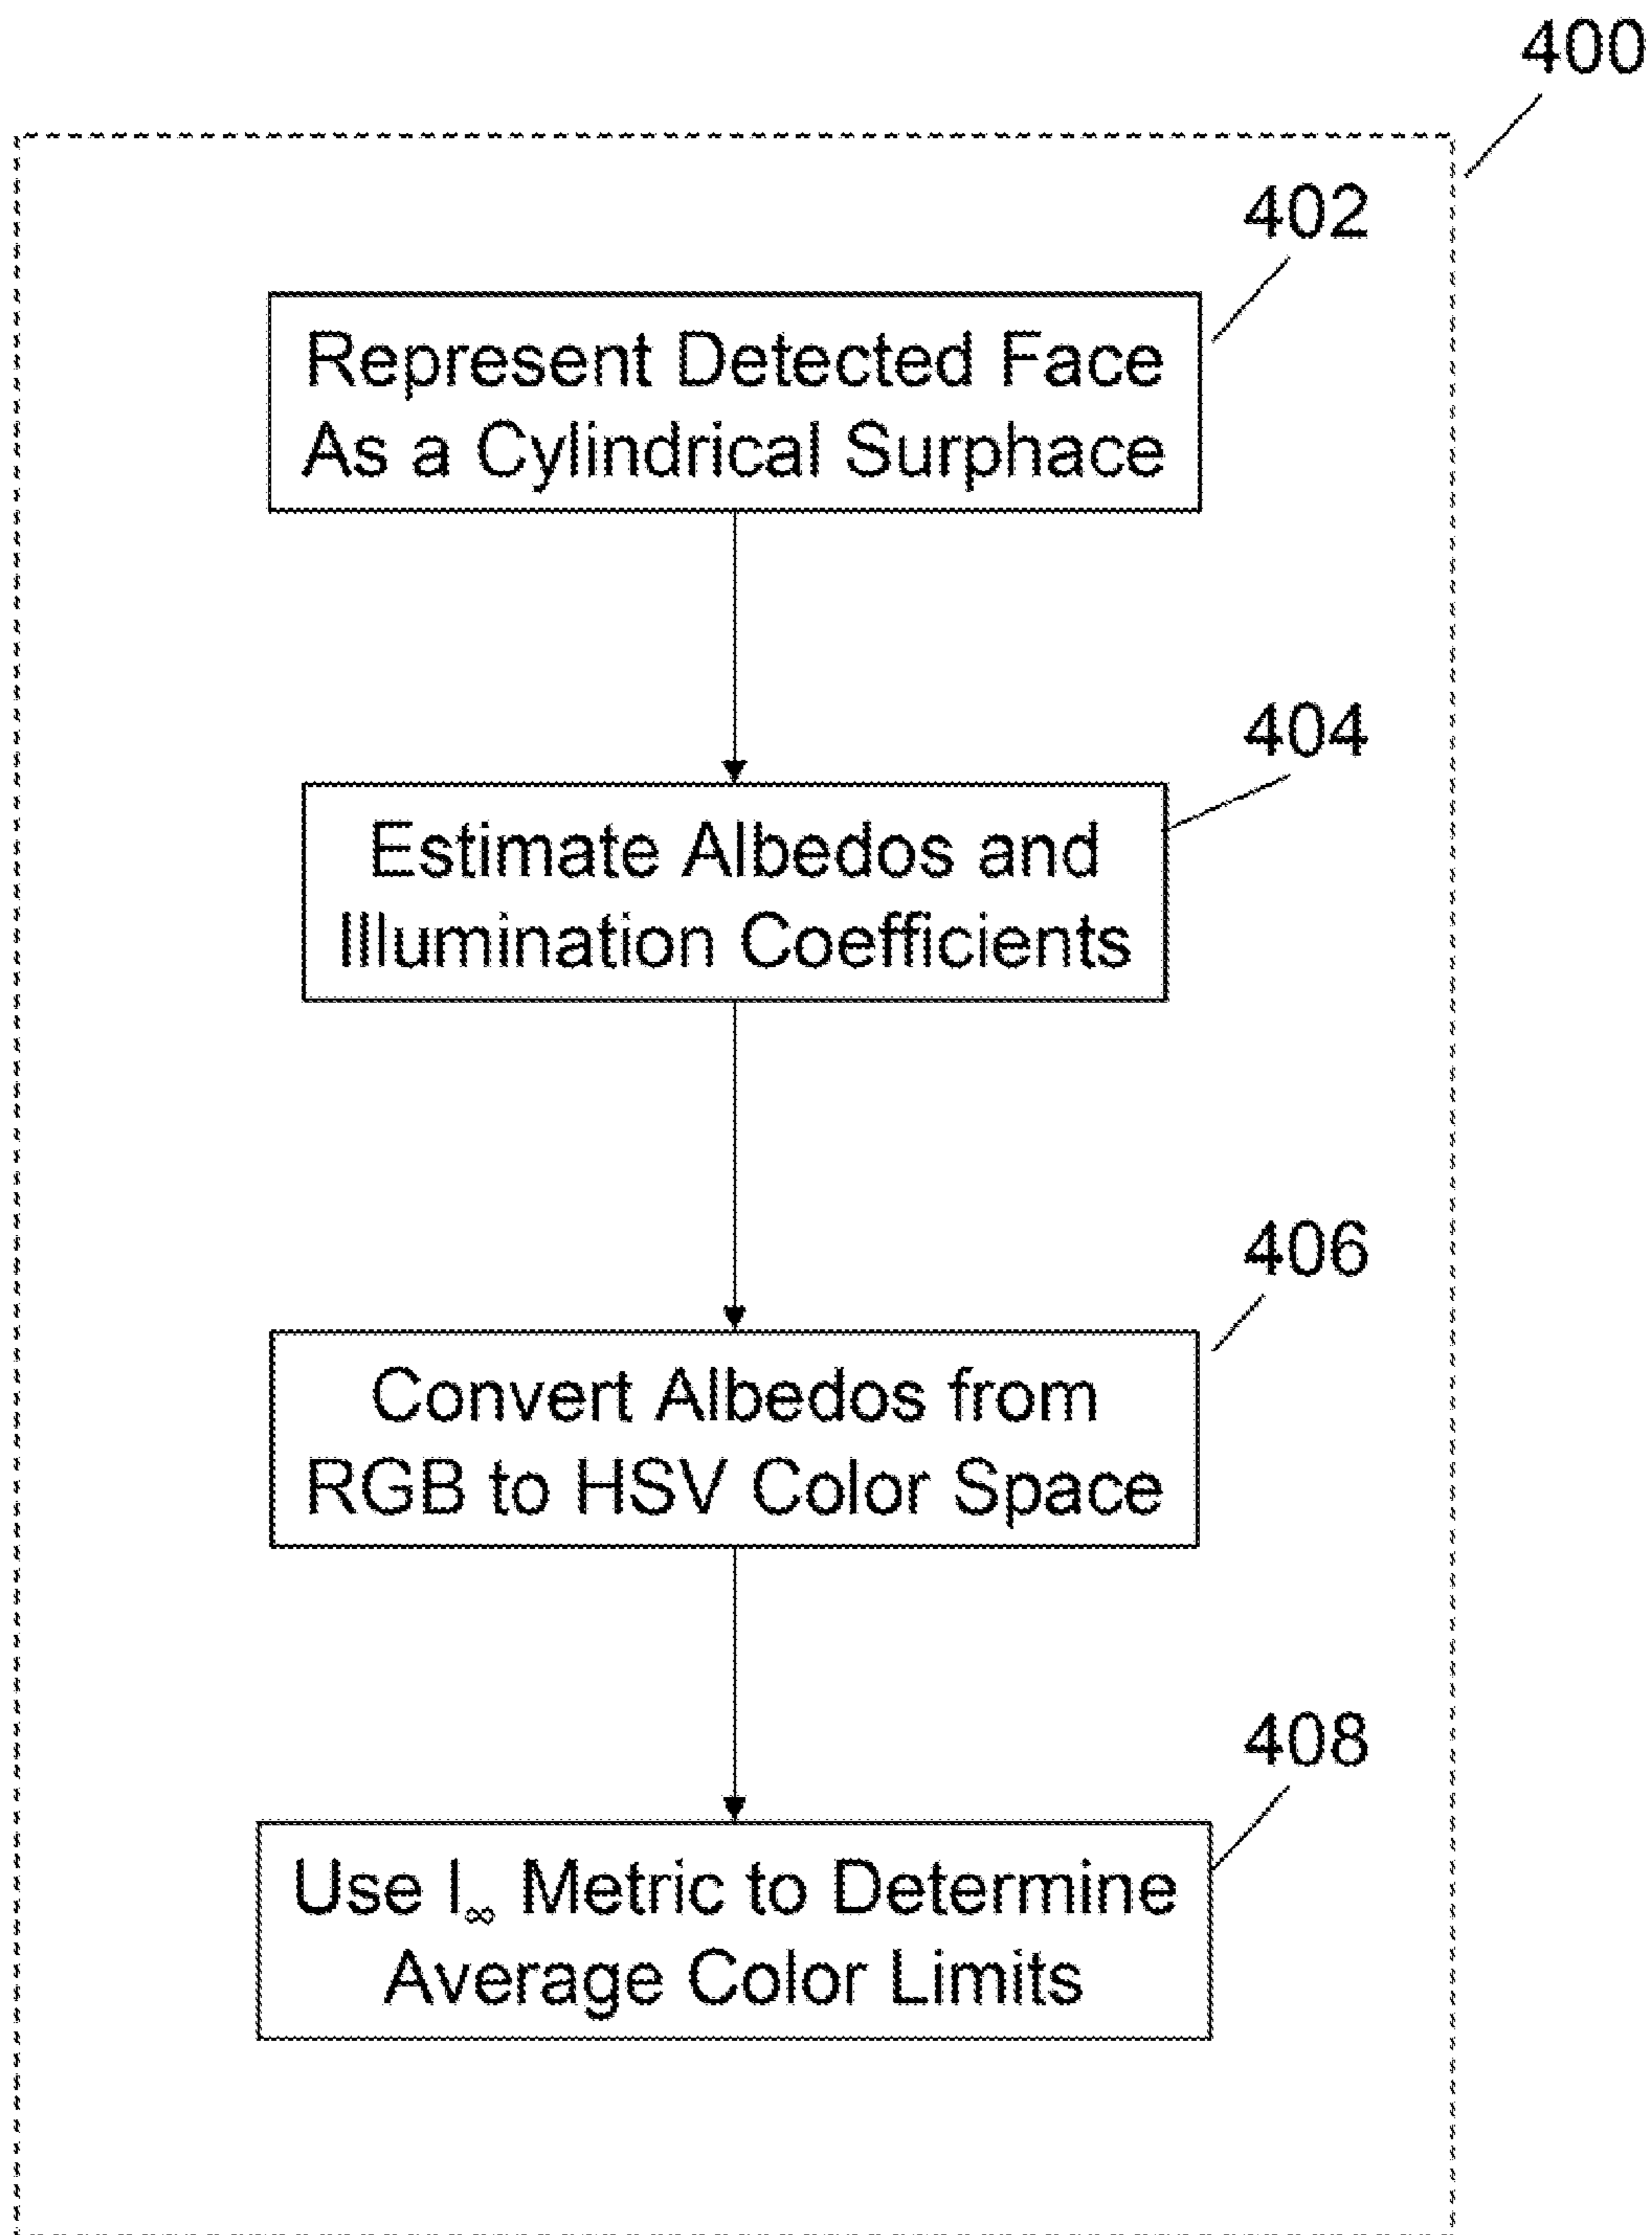 400
402
Represent Detected Face
As a Cylindrical Surphace
404
Estimate Albedos and
Illumination Coefficients
406
Convert Albedos from
RGB to HSV Color Space
408
Use l∞ Metric to Determine
Average Color Limits